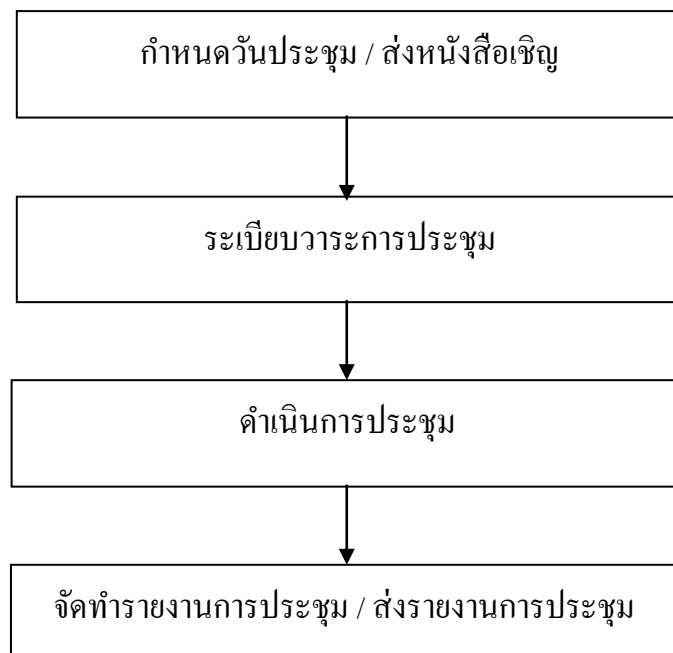 กำหนดวันประชุม / ส่งหนังสือเชิญ
ระเบียบวาระการประชุม
ดำเนินการประชุม
จัดทำรายงานการประชุม / ส่งรายงานการประชุม